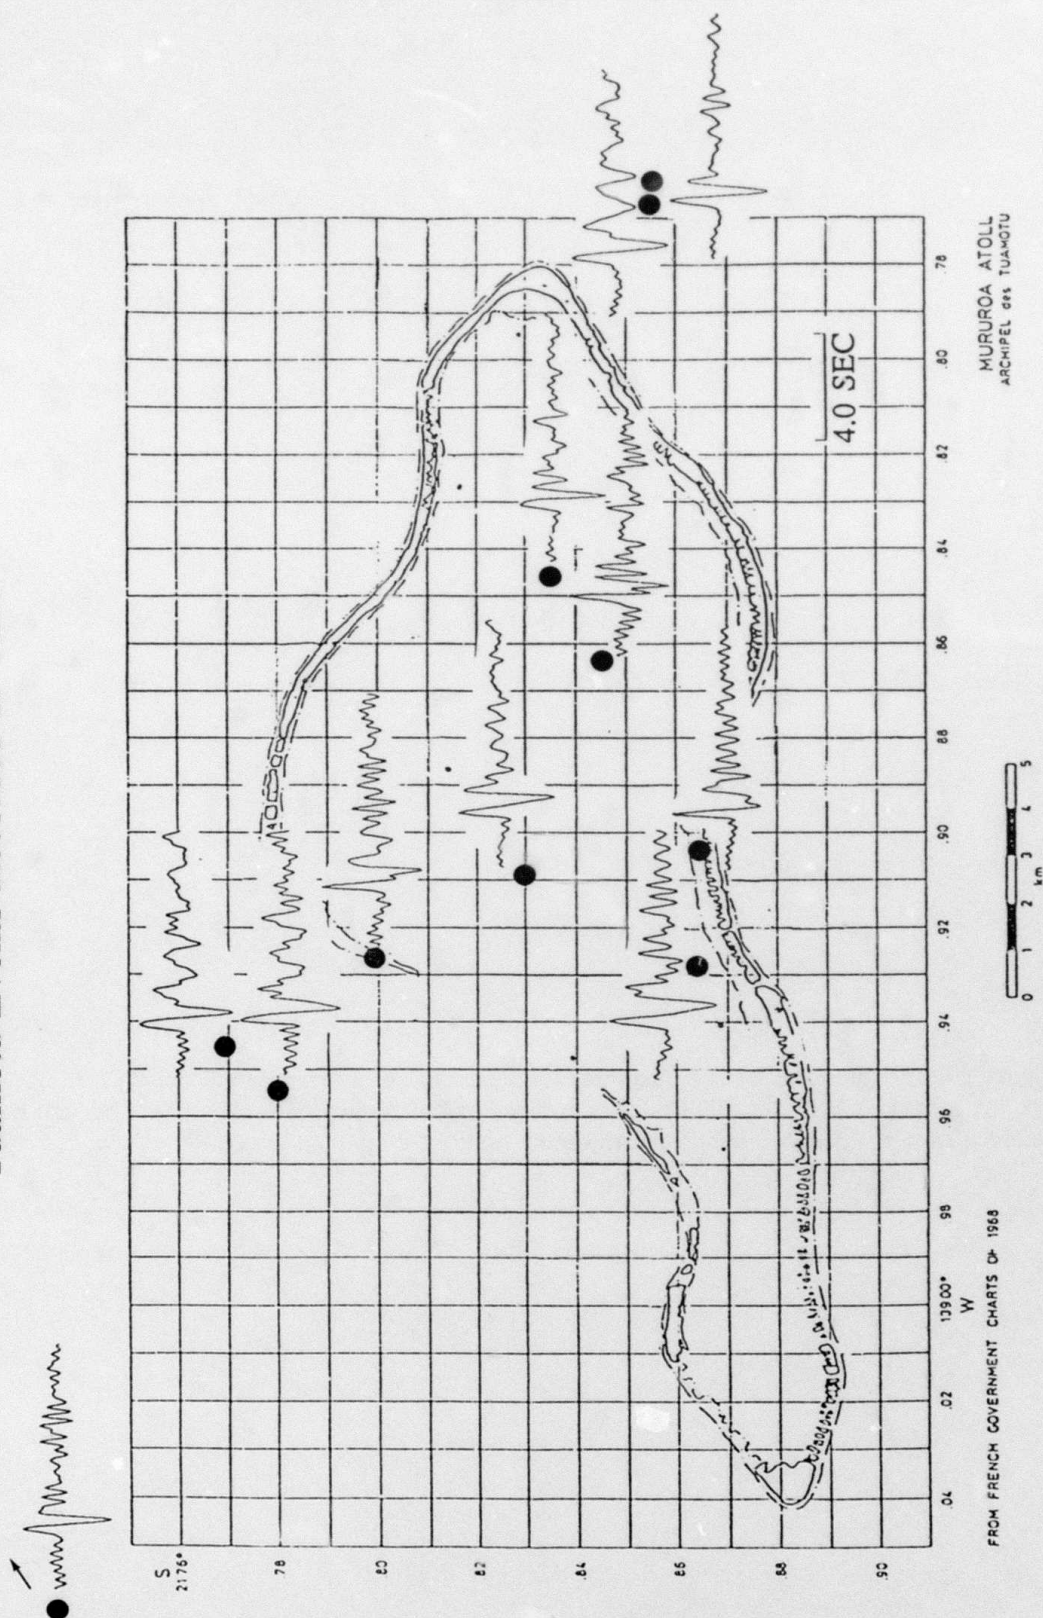 4.0 SEC
MURUROA ATOLL
ARCHIPEL des TUAMOTU
.78
.80
.82
.84
.86
.88
.90
.92
.94
.96
.98
139.00°
.02
.04
W
S
21.76°
.78
.80
.82
.84
.86
.88
.90
0 1 2 3 4 5
km
FROM FRENCH GOVERNMENT CHARTS OF 1968